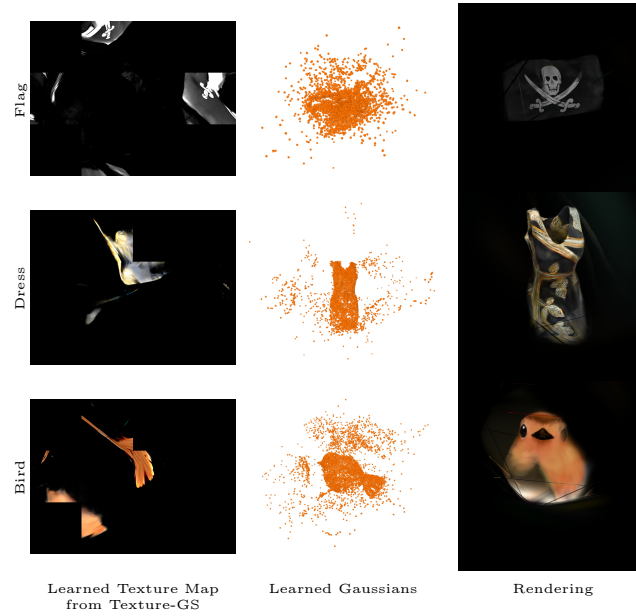 Flag
Dress
Bird
Learned Texture Map
from Texture-GS
Learned Gaussians
Rendering